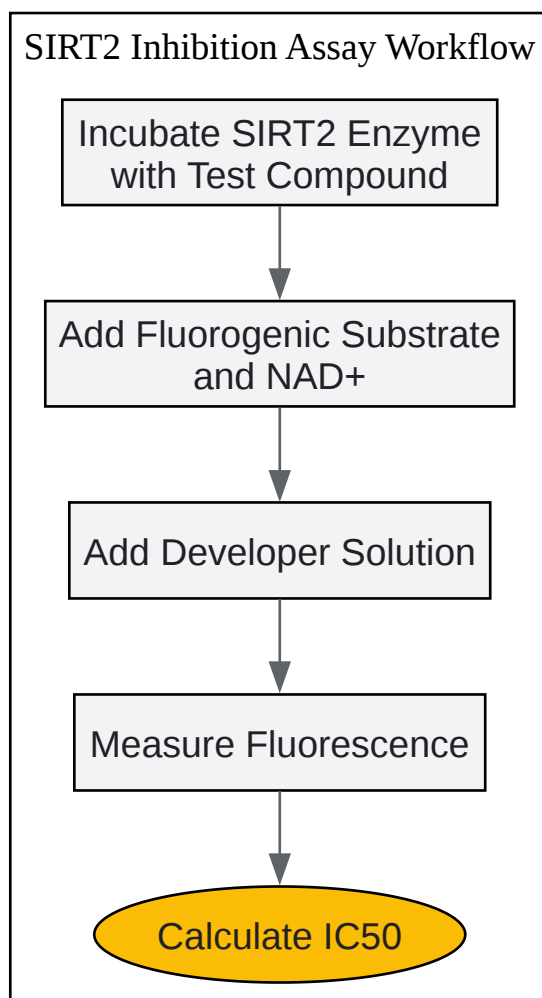 SIRT2 Inhibition Assay Workflow
Incubate SIRT2 Enzyme
with Test Compound
Add Fluorogenic Substrate
and NAD+
Add Developer Solution
Measure Fluorescence
Calculate IC50